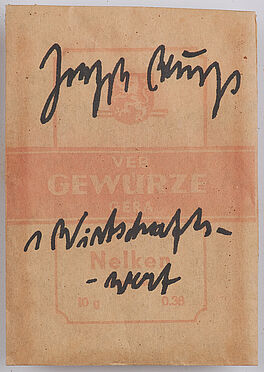 Joseph Beuys
VEB
GEWÜRZE
GERA
1 Wirtschafts-
Nelken
- wert
10 g 0.38